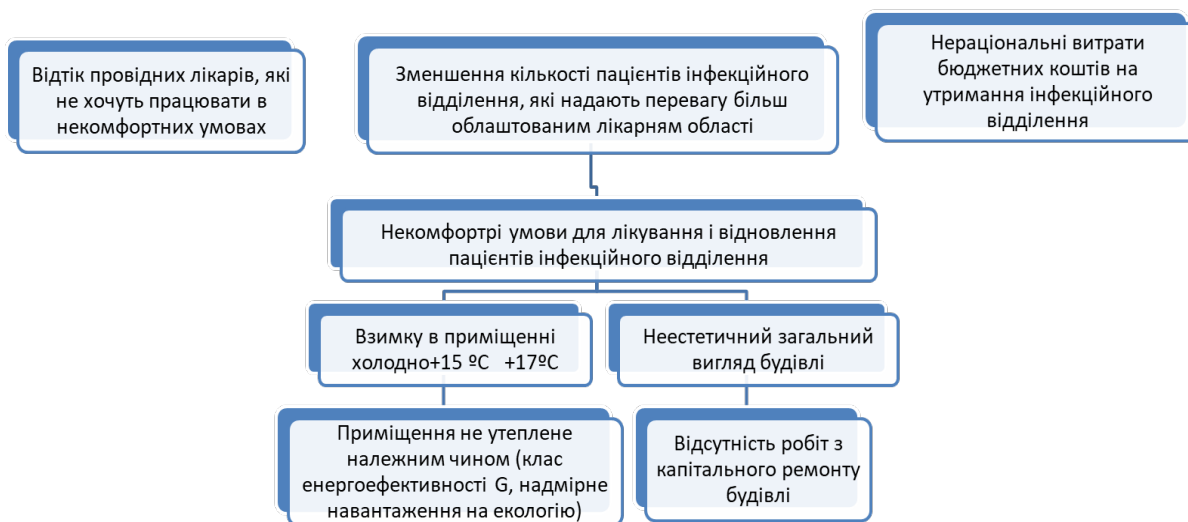 Відтік провідних лікарів, які
не хочуть працювати в
некомфортних умовах
Зменшення кількості пацієнтів інфекційного
відділення, які надають перевагу більш
облаштованим лікарням області
Нераціональні витрати
бюджетних коштів на
утримання інфекційного
відділення
Некомфортрі умови для лікування і відновлення
пацієнтів інфекційного відділення
Взимку в приміщенні
холодно+15 ºС +17ºС
Неестетичний загальний
вигляд будівлі
Приміщення не утеплене
належним чином (клас
енергоефективності G, надмірне
навантаження на екологію)
Відсутність робіт з
капітального ремонту
будівлі